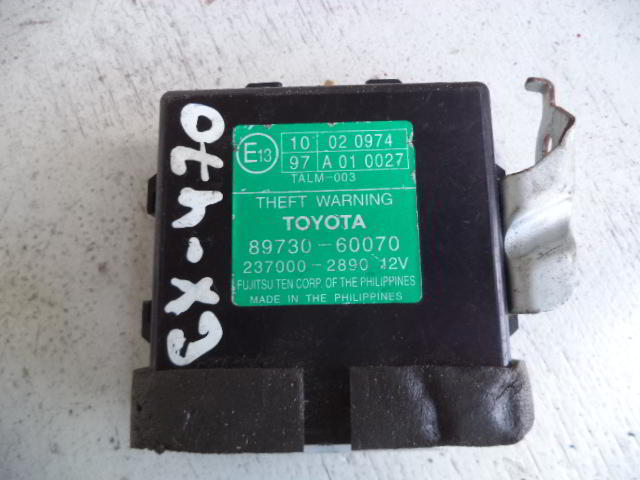 E13
10 02 0974
97 A 01 0027
TALM-003
THEFT WARNING
TOYOTA
89730-60070
237000-2890 12V
FUJITSU TEN CORP. OF THE PHILIPPINES
MADE IN THE PHILIPPINES
GX-470